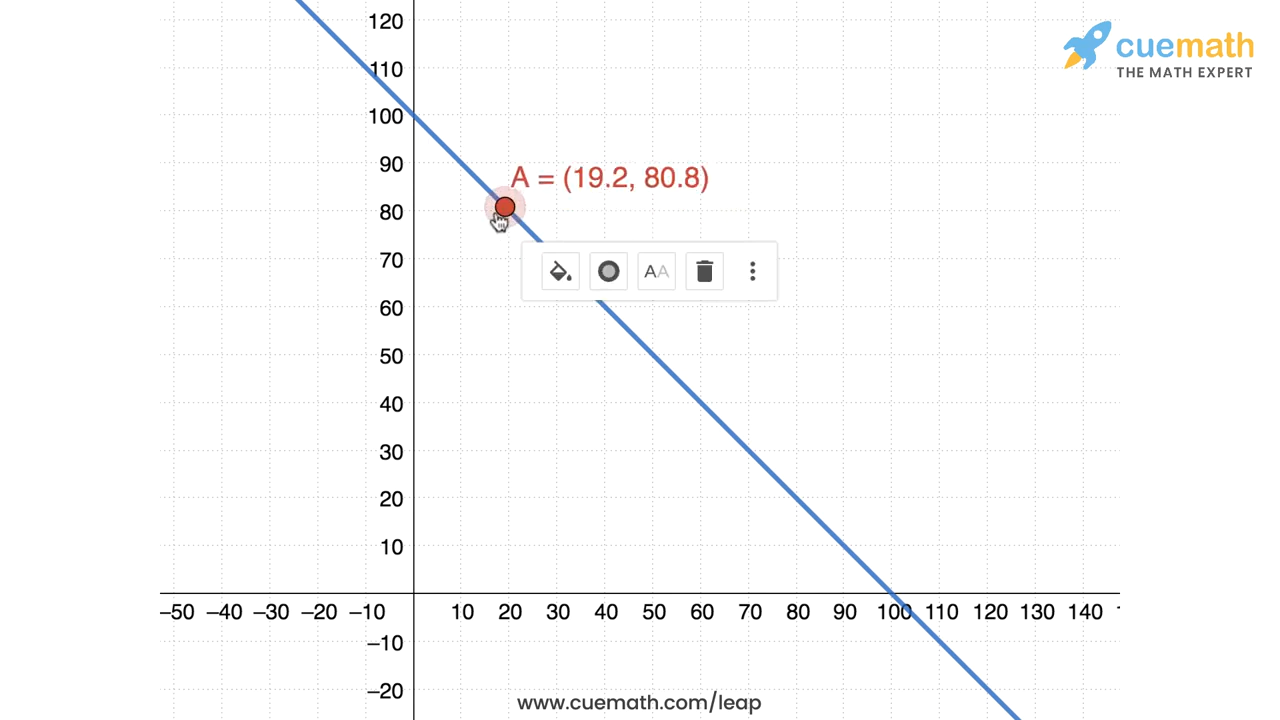 cuemath
THE MATH EXPERT
120
110
100
90
A = (19.2, 80.8)
80
70
AA
60
50
40
30
20
10
–50 –40 –30 –20 –10 10 20 30 40 50 60 70 80 90 100 110 120 130 140
–10
–20
www.cuemath.com/leap